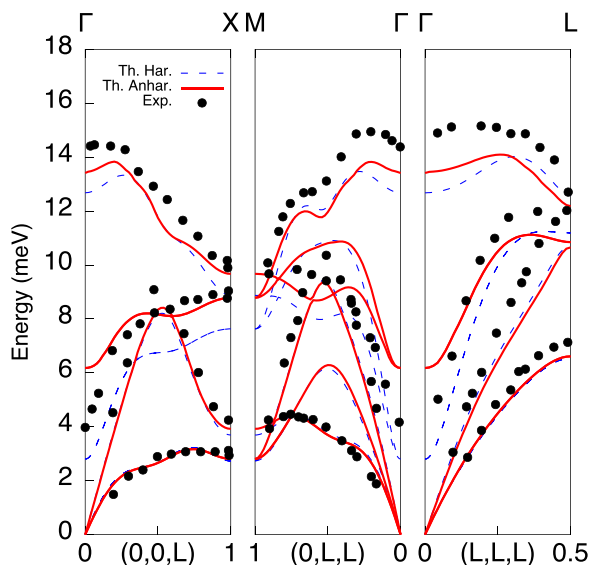 Γ X M Γ Γ L
18
Th. Har.
16
Th. Anhar.
Exp.
14
12
10
Energy (meV)
8
6
4
2
0
0 (0,0,L) 1 1 (0,L,L) 0 0 (L,L,L) 0.5